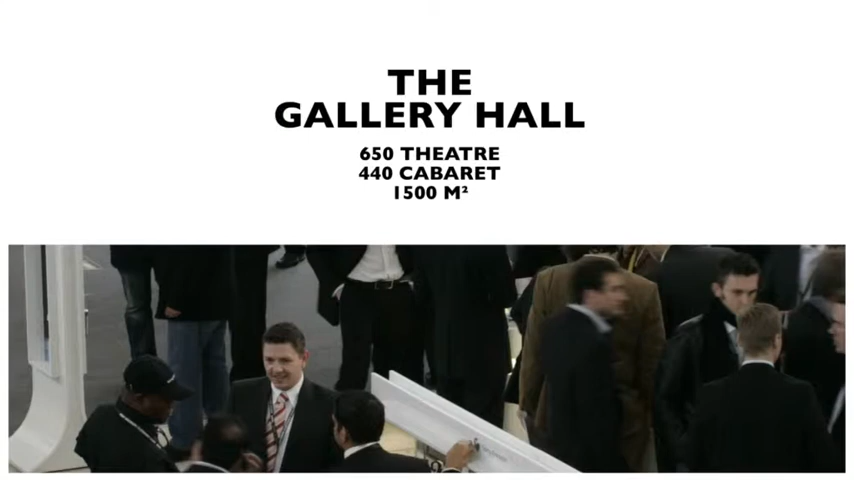 THE
GALLERY HALL
650 THEATRE
440 CABARET
1500 M²